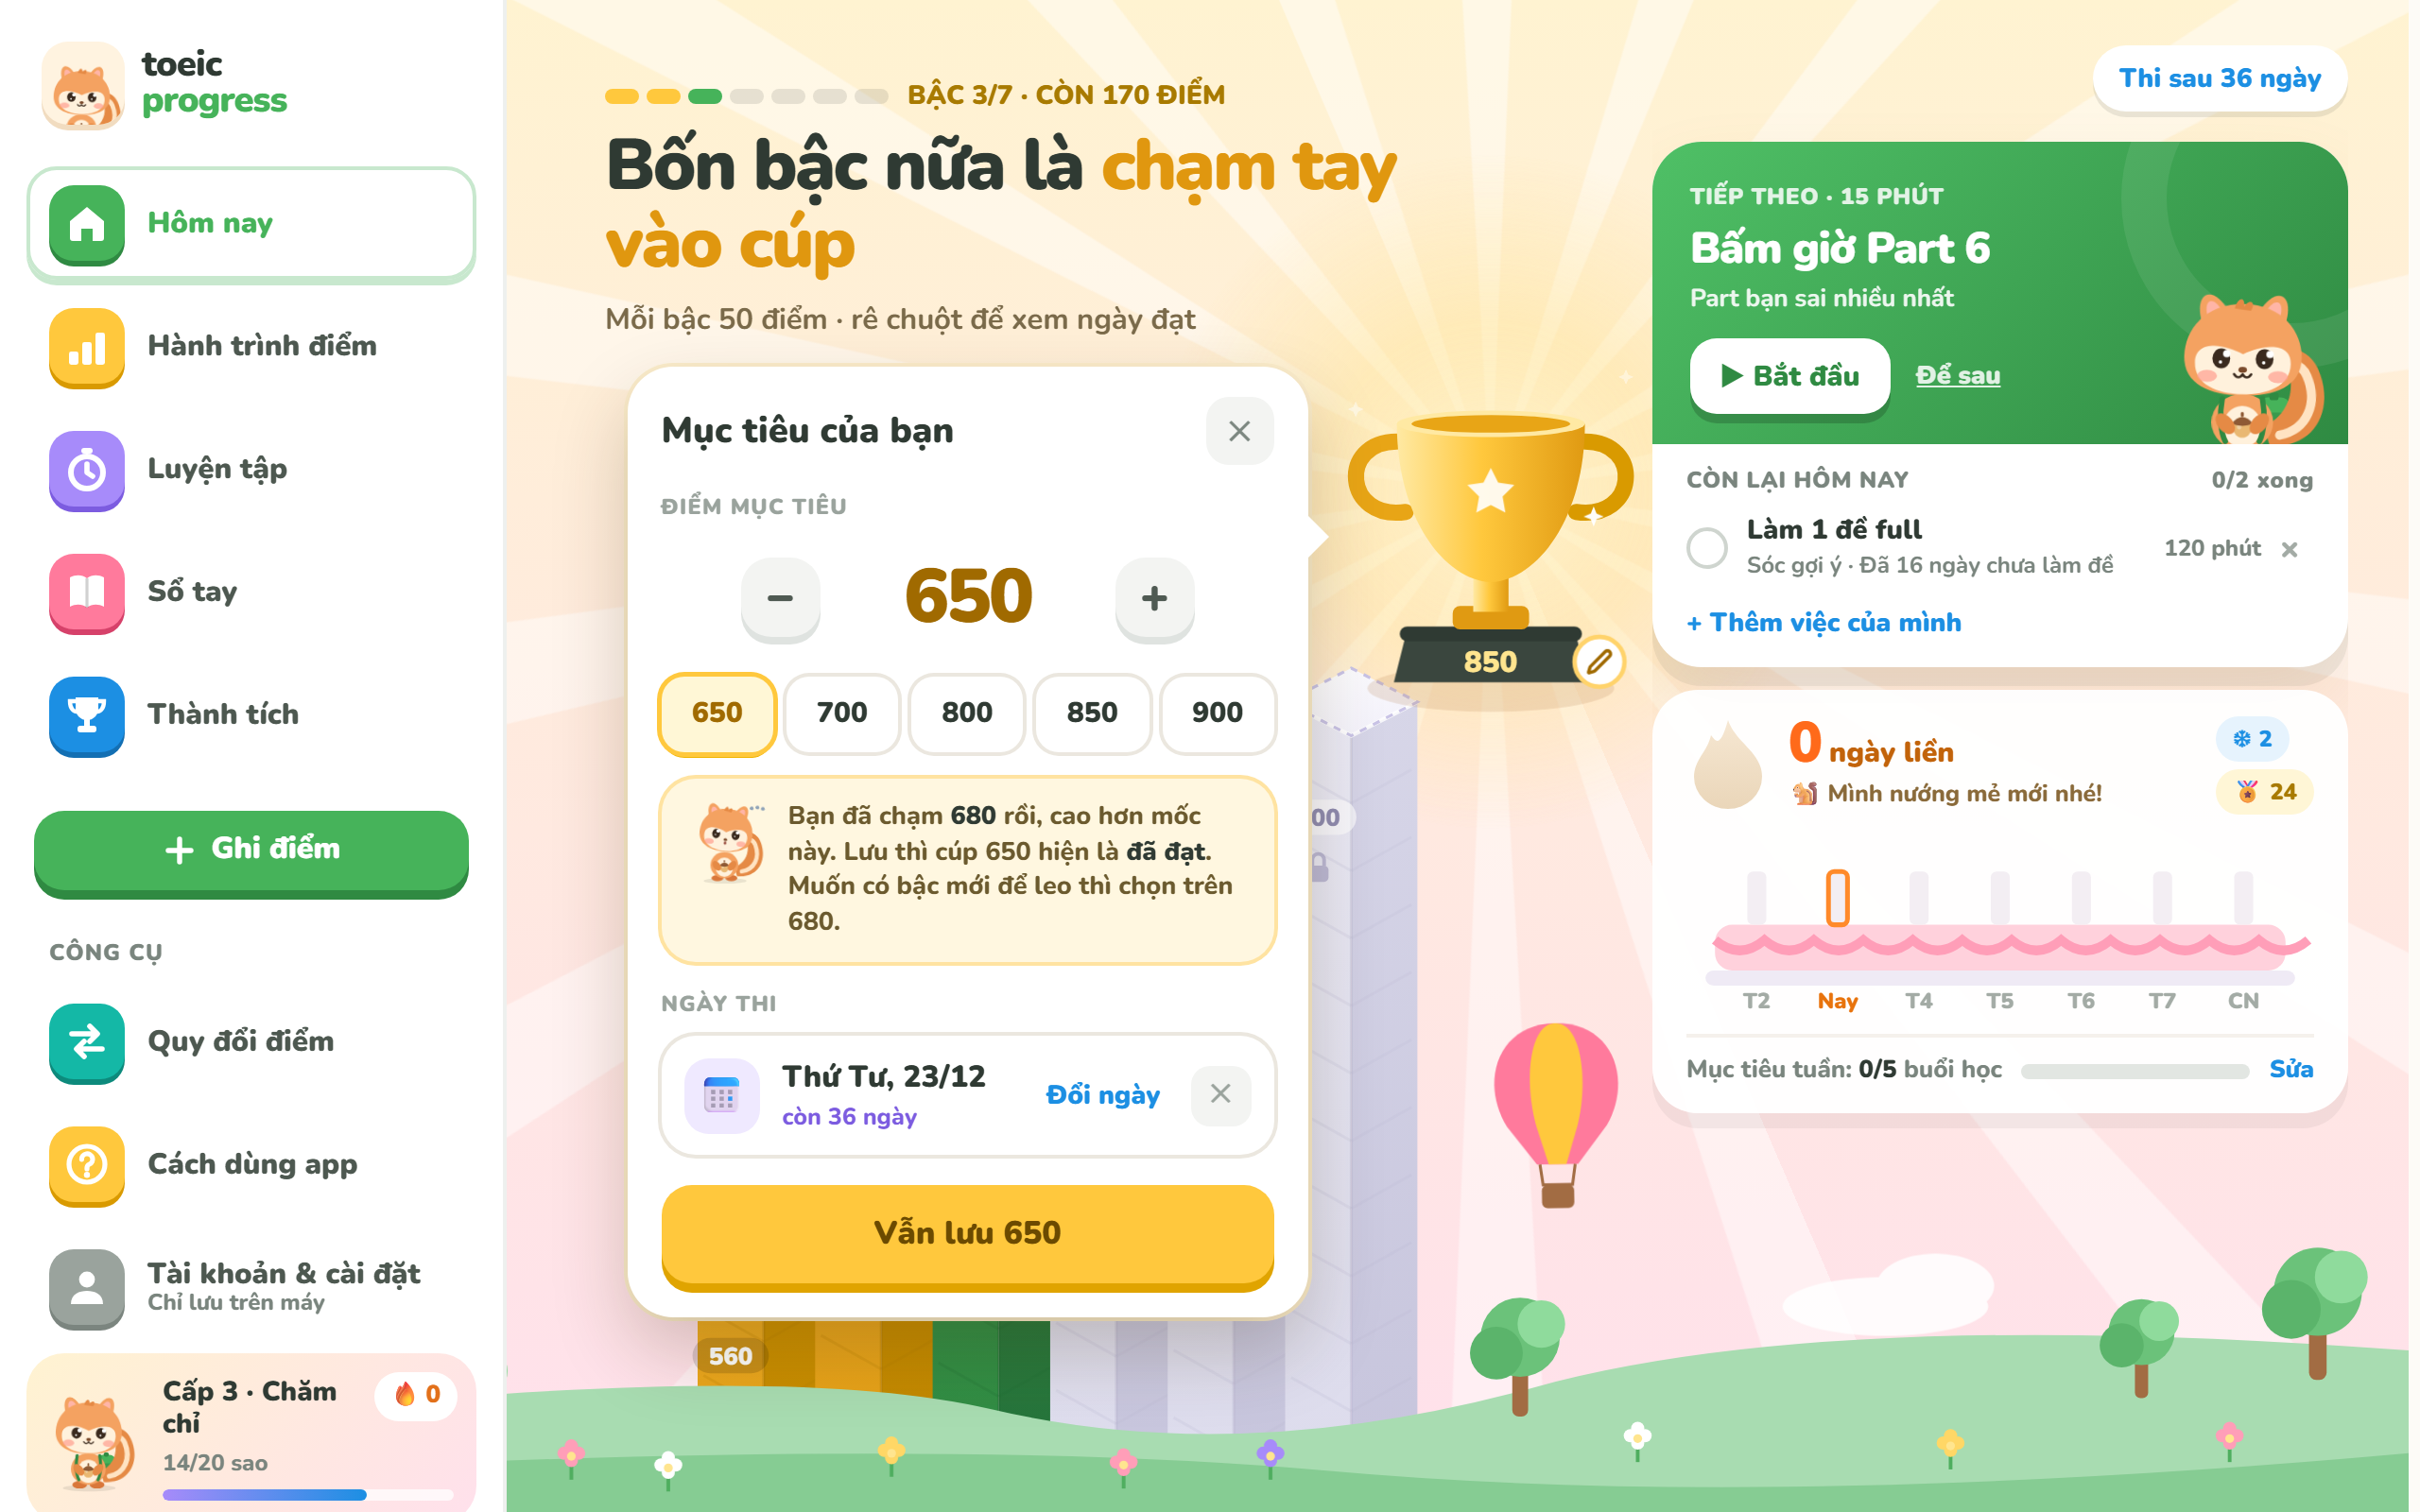 toeic
progress
Hôm nay
Hành trình điểm
Luyện tập
Sổ tay
Thành tích
+ Ghi điểm
CÔNG CỤ
Quy đổi điểm
Cách dùng app
Tài khoản & cài đặt
Chỉ lưu trên máy
Cấp 3 · Chăm
chỉ
0
14/20 sao
BẬC 3/7 · CÒN 170 ĐIỂM
Bốn bậc nữa là chạm tay
vào cúp
Mỗi bậc 50 điểm · rê chuột để xem ngày đạt
Mục tiêu của bạn
ĐIỂM MỤC TIÊU
− 650 +
650 700 800 850 900
Bạn đã chạm 680 rồi, cao hơn mốc
này. Lưu thì cúp 650 hiện là đã đạt.
Muốn có bậc mới để leo thì chọn trên
680.
NGÀY THI
Thứ Tư, 23/12
còn 36 ngày
Đổi ngày
Vẫn lưu 650
560
850
00
Thi sau 36 ngày
TIẾP THEO · 15 PHÚT
Bấm giờ Part 6
Part bạn sai nhiều nhất
Bắt đầu
Để sau
CÒN LẠI HÔM NAY 0/2 xong
Làm 1 đề full
Sóc gợi ý · Đã 16 ngày chưa làm đề
120 phút
+ Thêm việc của mình
0 ngày liền
Mình nướng mẻ mới nhé!
2
24
T2 Nay T4 T5 T6 T7 CN
Mục tiêu tuần: 0/5 buổi học Sửa